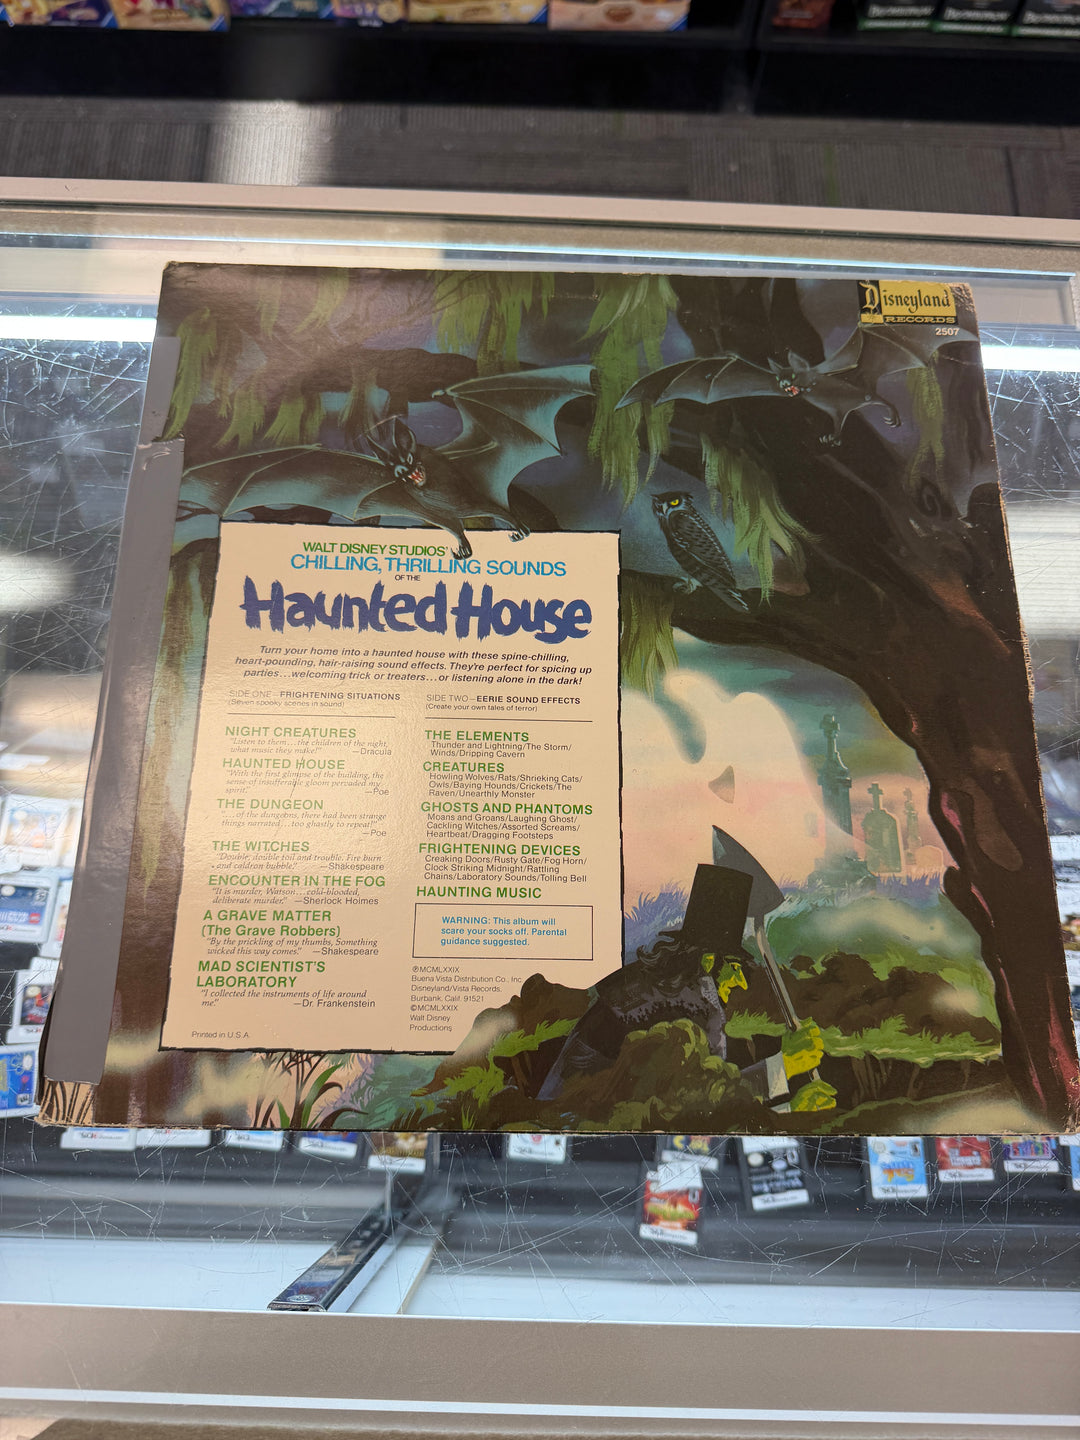 Disneyland
RECORDS
2507
WALT DISNEY STUDIOS'
CHILLING, THRILLING SOUNDS
OF THE
Haunted House
Turn your home into a haunted house with these spine-chilling,
heart-pounding, hair-raising sound effects. They're perfect for spicing up
parties...welcoming trick or treaters...or listening alone in the dark!
SIDE ONE—FRIGHTENING SITUATIONS
(Seven spooky scenes in sound)
NIGHT CREATURES
"Listen to them...the children of the night,
what music they make!" —Dracula
HAUNTED HOUSE
"With the first glimpse of the building, the
sense of insufferable gloom pervaded my
spirit." —Poe
THE DUNGEON
"...of the dungeons, there had been strange
things narrated...too ghastly to repeat!"
—Poe
THE WITCHES
"Double, double toil and trouble. Fire burn
and caldron bubble." —Shakespeare
ENCOUNTER IN THE FOG
"It is murder, Watson...cold-blooded,
deliberate murder." —Sherlock Holmes
A GRAVE MATTER
(The Grave Robbers)
"By the prickling of my thumbs, Something
wicked this way comes." —Shakespeare
MAD SCIENTIST'S
LABORATORY
"I collected the instruments of life around
me." —Dr. Frankenstein
Printed in U.S.A.
SIDE TWO—EERIE SOUND EFFECTS
(Create your own tales of terror)
THE ELEMENTS
Thunder and Lightning/The Storm/
Winds/Dripping Cavern
CREATURES
Howling Wolves/Rats/Shrieking Cats/
Owls/Baying Hounds/Crickets/The
Raven/Unearthly Monster
GHOSTS AND PHANTOMS
Moans and Groans/Laughing Ghost/
Cackling Witches/Assorted Screams/
Heartbeat/Dragging Footsteps
FRIGHTENING DEVICES
Creaking Doors/Rusty Gate/Fog Horn/
Clock Striking Midnight/Rattling
Chains/Laboratory Sounds/Tolling Bell
HAUNTING MUSIC
WARNING: This album will
scare your socks off. Parental
guidance suggested.
℗MCMLXXIX
Buena Vista Distribution Co., Inc.
Disneyland/Vista Records,
Burbank, Calif. 91521
©MCMLXXIX
Walt Disney
Productions